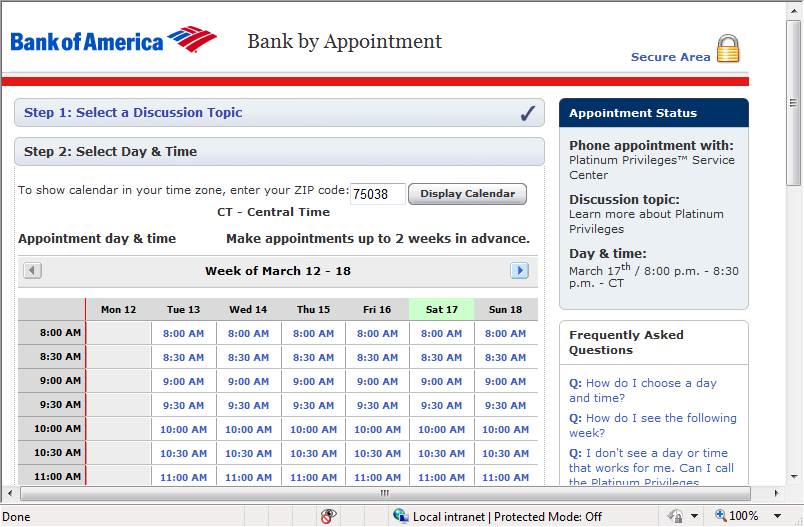 Bank of America
Bank by Appointment
Secure Area
Step 1: Select a Discussion Topic
Step 2: Select Day & Time
To show calendar in your time zone, enter your ZIP code: 75038 Display Calendar
CT - Central Time
Appointment day & time Make appointments up to 2 weeks in advance.
Week of March 12 - 18
Mon 12 Tue 13 Wed 14 Thu 15 Fri 16 Sat 17 Sun 18
8:00 AM 8:00 AM 8:00 AM 8:00 AM 8:00 AM 8:00 AM 8:00 AM
8:30 AM 8:30 AM 8:30 AM 8:30 AM 8:30 AM 8:30 AM 8:30 AM
9:00 AM 9:00 AM 9:00 AM 9:00 AM 9:00 AM 9:00 AM 9:00 AM
9:30 AM 9:30 AM 9:30 AM 9:30 AM 9:30 AM 9:30 AM 9:30 AM
10:00 AM 10:00 AM 10:00 AM 10:00 AM 10:00 AM 10:00 AM 10:00 AM
10:30 AM 10:30 AM 10:30 AM 10:30 AM 10:30 AM 10:30 AM 10:30 AM
11:00 AM 11:00 AM 11:00 AM 11:00 AM 11:00 AM 11:00 AM 11:00 AM
Appointment Status
Phone appointment with:
Platinum Privileges™ Service
Center
Discussion topic:
Learn more about Platinum
Privileges
Day & time:
March 17th / 8:00 p.m. - 8:30
p.m. - CT
Frequently Asked
Questions
Q: How do I choose a day
and time?
Q: How do I see the following
week?
Q: I don't see a day or time
that works for me. Can I call
the Platinum Privileges
Done
Local intranet | Protected Mode: Off
100%